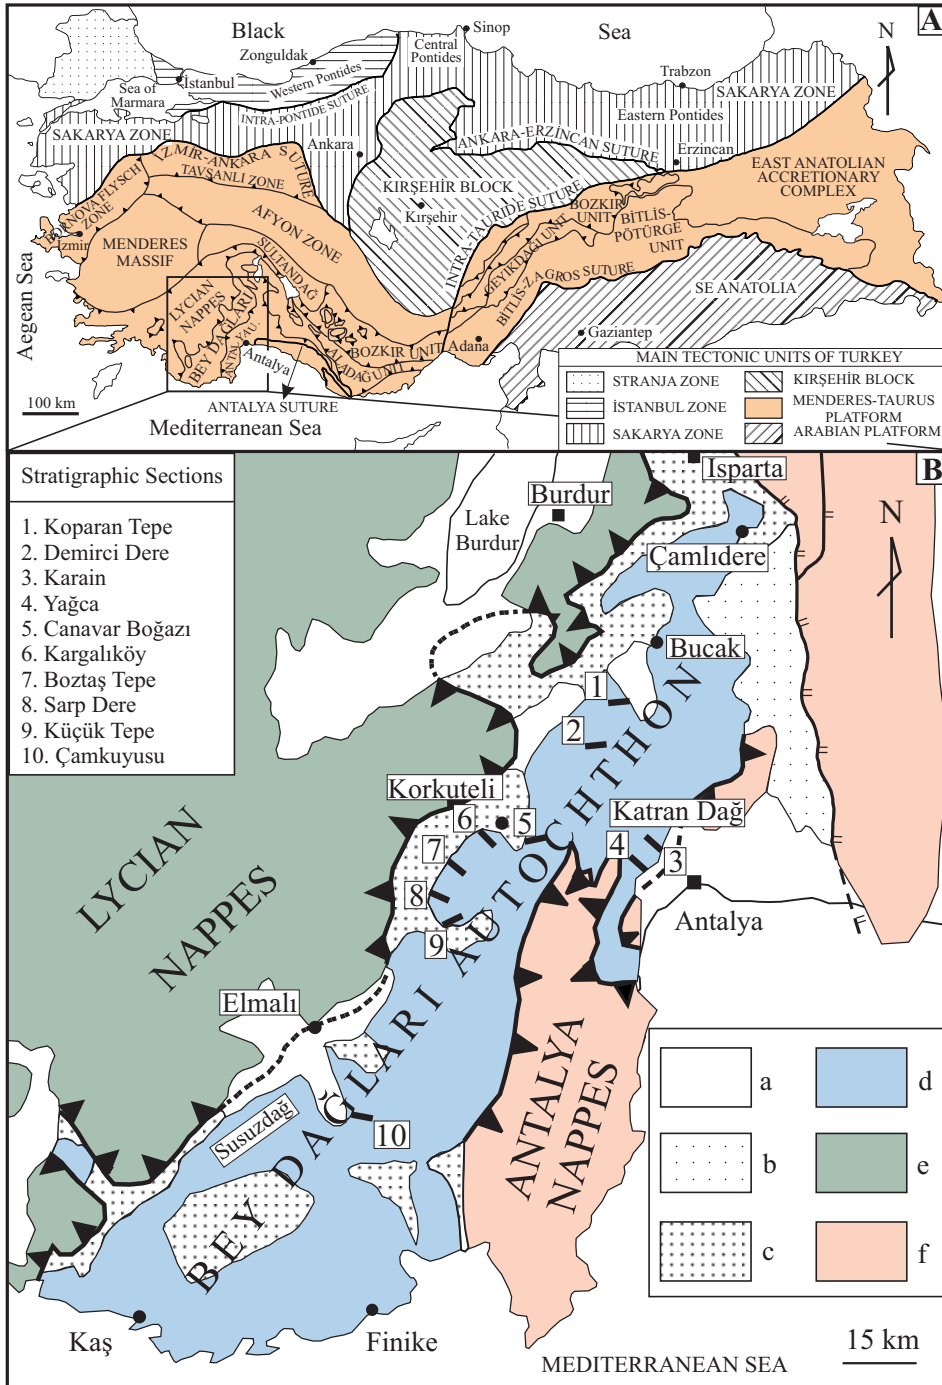 A
Black
Sea
N
Sinop
Zonguldak
Central
Pontides
İstanbul
Western Pontides
Trabzon
Sea of
Marmara
SAKARYA ZONE
INTRA-PONTIDE SUTURE
Eastern Pontides
SAKARYA ZONE
Ankara
ANKARA-ERZİNCAN SUTURE
Erzincan
İZMİR-ANKARA SUTURE
TAVŞANLI ZONE
KIRŞEHİR BLOCK
EAST ANATOLIAN
ACCRETIONARY
COMPLEX
BORNOVA FLYSCH
ZONE
Kırşehir
INTRA-TAURIDE SUTURE
BOZKIR
UNIT
BİTLİS-
PÖTÜRGE
UNIT
İzmir
AFYON ZONE
MENDERES
MASSIF
GEYİKDAĞI UNIT
Aegean Sea
SULTANDAĞ
BİTLİS-ZAGROS SUTURE
LYCIAN
NAPPES
SE ANATOLIA
BEY DAĞLARI
Antalya
BOZKIR UNIT
Adana
Gaziantep
ALADAĞ UNIT
100 km
ANTALYA SUTURE
Mediterranean Sea
MAIN TECTONIC UNITS OF TURKEY
STRANJA ZONE
KIRŞEHİR BLOCK
İSTANBUL ZONE
MENDERES-TAURUS
PLATFORM
SAKARYA ZONE
ARABIAN PLATFORM
B
Stratigraphic Sections
1. Koparan Tepe
2. Demirci Dere
3. Karain
4. Yağca
5. Canavar Boğazı
6. Kargalıköy
7. Boztaş Tepe
8. Sarp Dere
9. Küçük Tepe
10. Çamkuyusu
Isparta
Burdur
Lake
Burdur
N
Çamlıdere
Bucak
1
2
Korkuteli
Katran Dağ
6
5
4
3
7
8
9
Antalya
LYCIAN
NAPPES
Elmalı
BEY DAĞLARI AUTOCHTHON
ANTALYA
NAPPES
Susuzdağ
10
a
d
b
e
c
f
Kaş
Finike
15 km
MEDITERRANEAN SEA